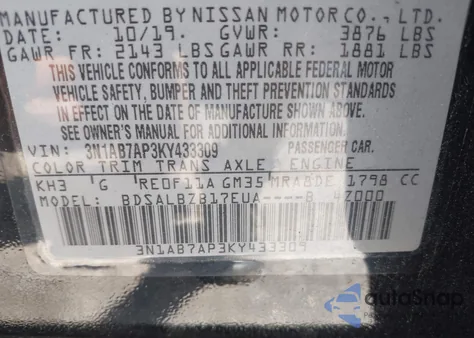 MANUFACTURED BY NISSAN MOTOR CO., LTD.
DATE: 10/19. GVWR: 3876 LBS
GAWR FR: 2143 LBS GAWR RR: 1881 LBS
THIS VEHICLE CONFORMS TO ALL APPLICABLE FEDERAL MOTOR
VEHICLE SAFETY, BUMPER AND THEFT PREVENTION STANDARDS
IN EFFECT ON THE DATE OF MANUFACTURE SHOWN ABOVE.
SEE OWNER'S MANUAL FOR ADDITIONAL INFORMATION.
VIN: 3N1AB7AP3KY433309 PASSENGER CAR.
COLOR TRIM TRANS AXLE ENGINE
KH3 G RE0F11A GM35 MRA8DE 1798 CC
MODEL: BDSALBZB17EUA----B 4Z000
3N1AB7AP3KY433309
autoSnap